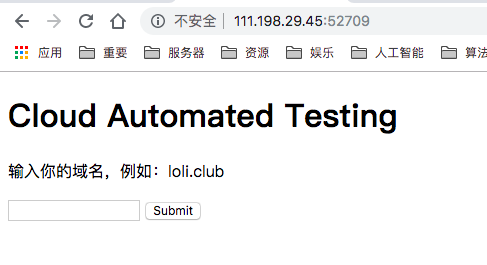 不安全 | 111.198.29.45:52709
应用 重要 服务器 资源 娱乐 人工智能 算法
Cloud Automated Testing
输入你的域名，例如：loli.club
Submit